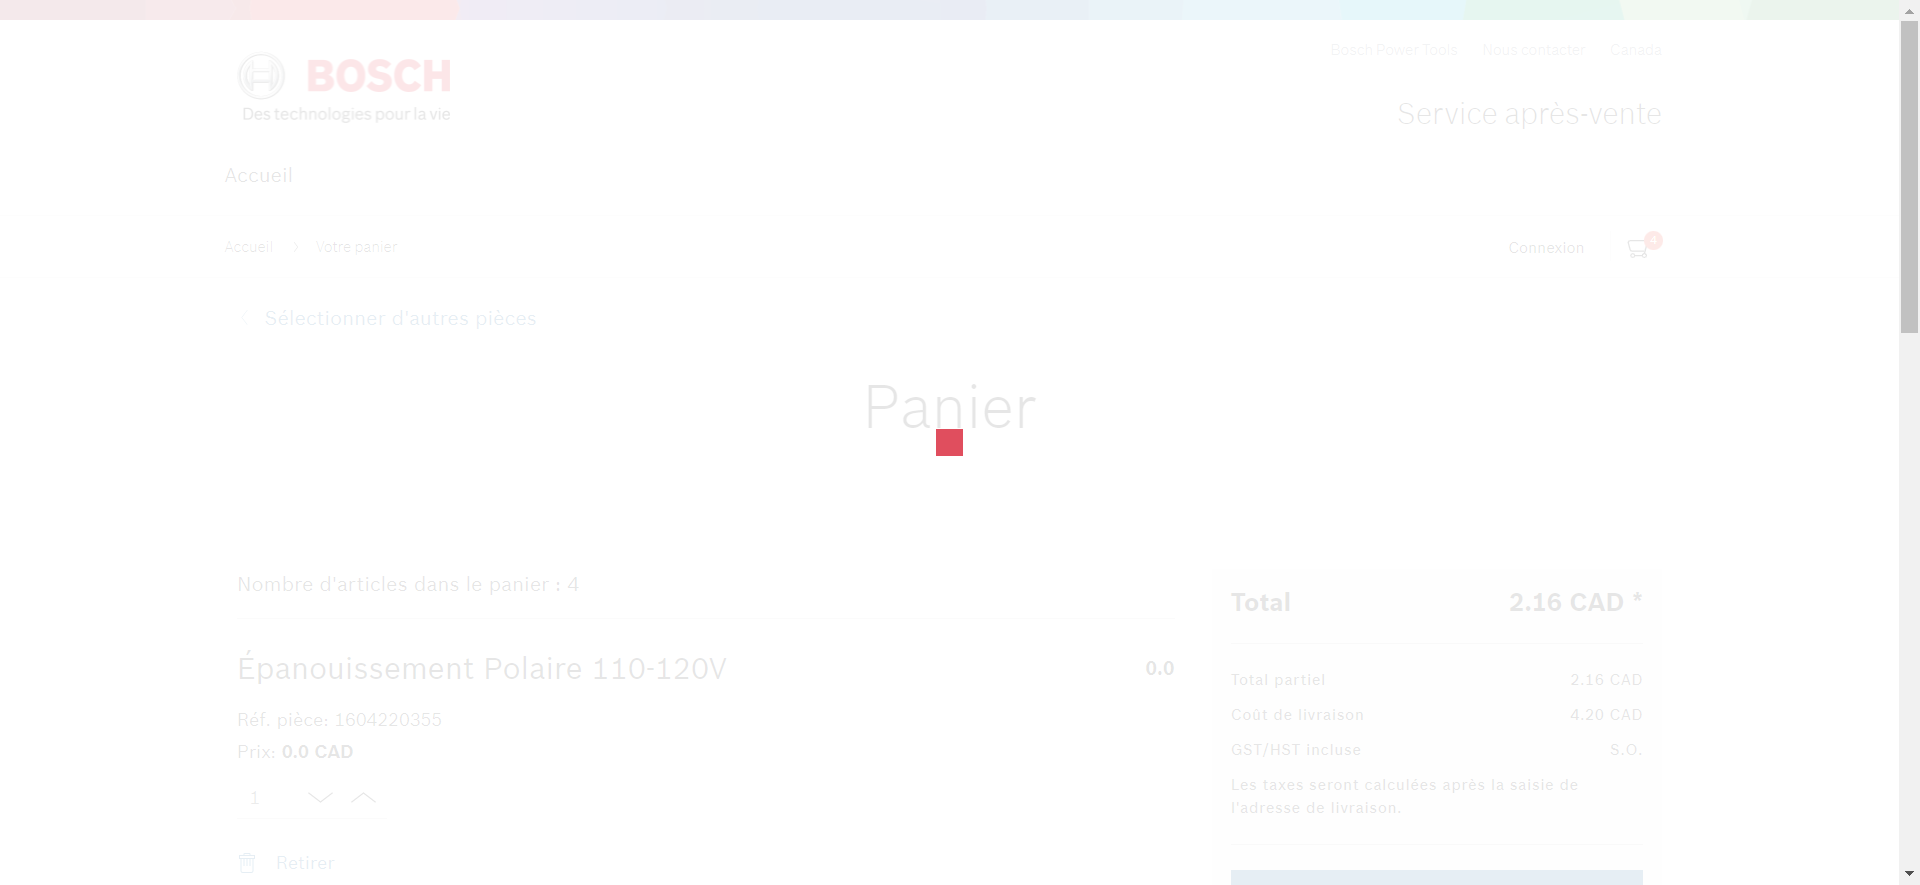 Bosch Power Tools Nous contacter Canada
BOSCH
Des technologies pour la vie
Service après-vente
Accueil
Accueil Votre panier
Connexion 4
Sélectionner d'autres pièces
Panier
Nombre d'articles dans le panier : 4
Total 2.16 CAD *
Épanouissement Polaire 110-120V 0.0
Total partiel 2.16 CAD
Réf. pièce: 1604220355
Coût de livraison 4.20 CAD
Prix: 0.0 CAD
GST/HST incluse S.O.
Les taxes seront calculées après la saisie de
l'adresse de livraison.
1
Retirer